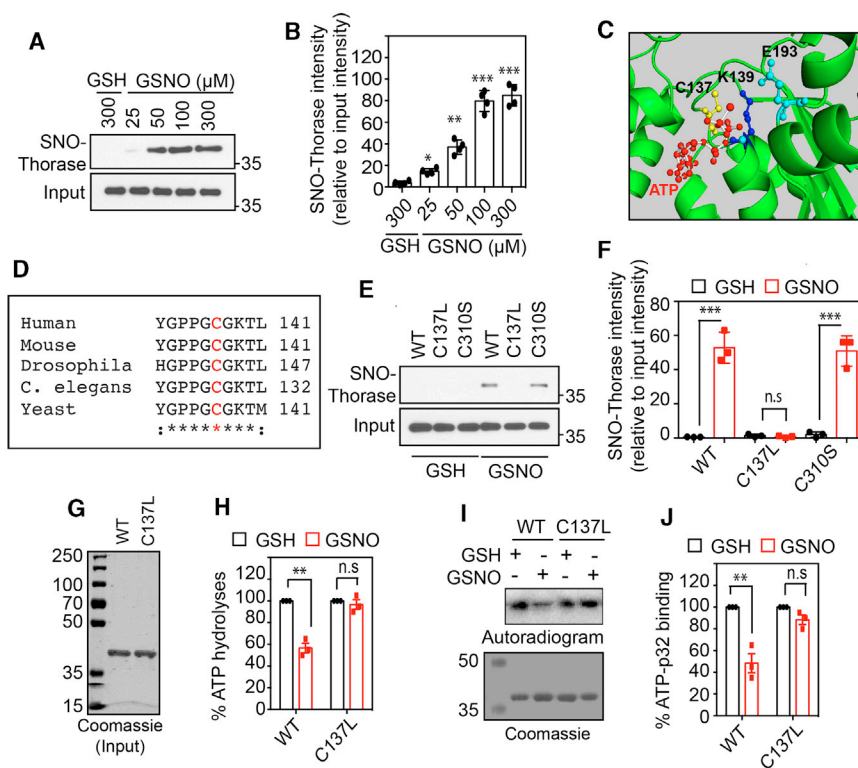 A
GSH GSNO (µM)
300 25 50 100 300
SNO-
Thorase
35
Input
35
B
SNO-Thorase intensity
(relative to input intensity)
120
100
80
60
40
20
0
* ** *** ***
300 25 50 100 300
GSH GSNO (µM)
C
E193
K139
C137
ATP
D
Human YGPPGCGKTL 141
Mouse YGPPGCGKTL 141
Drosophila HGPPGCGKTL 147
C. elegans YGPPGCGKTL 132
Yeast YGPPGCGKTM 141
:********:
E
WT C137L C310S WT C137L C310S
SNO-
Thorase
35
Input
35
GSH GSNO
F
GSH GSNO
SNO-Thorase intensity
(relative to input intensity)
80
60
40
20
0
*** n.s ***
WT C137L C310S
G
WT C137L
250
100
70
50
35
15
Coomassie
(Input)
H
GSH GSNO
% ATP hydrolyses
120
100
80
60
40
20
0
** n.s
WT C137L
I
WT C137L
GSH + - + -
GSNO - + - +
Autoradiogram
50
35
Coomassie
J
GSH GSNO
% ATP-p32 binding
120
100
80
60
40
20
0
** n.s
WT C137L